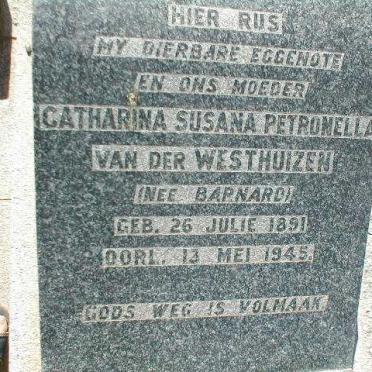 HIER RUS
MY DIERBARE EGGENOTE
EN ONS MOEDER
CATHARINA SUSANA PETRONELLA
VAN DER WESTHUIZEN
(NEE BARNARD)
GEB. 26 JULIE 1891
OORL. 13 MEI 1945.
GODS WEG IS VOLMAAK